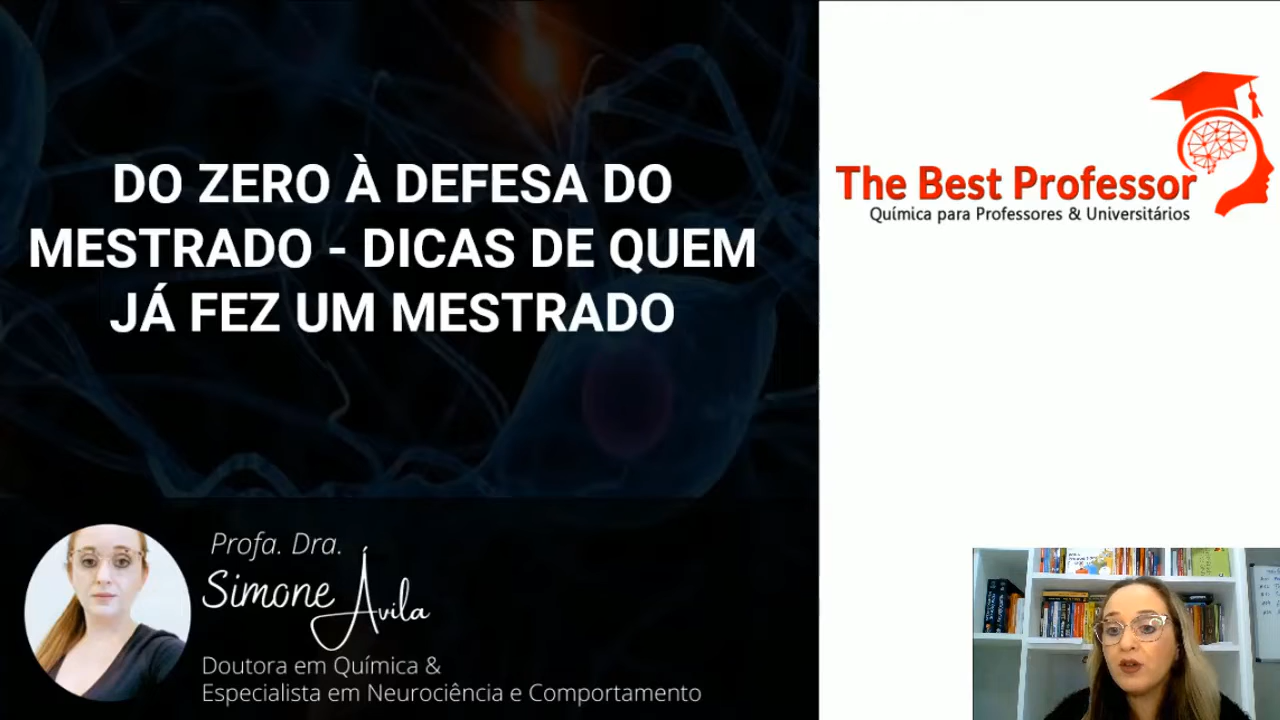 DO ZERO À DEFESA DO
MESTRADO - DICAS DE QUEM
JÁ FEZ UM MESTRADO
The Best Professor
Química para Professores & Universitários
Profa. Dra.
Simone Ávila
Doutora em Química &
Especialista em Neurociência e Comportamento